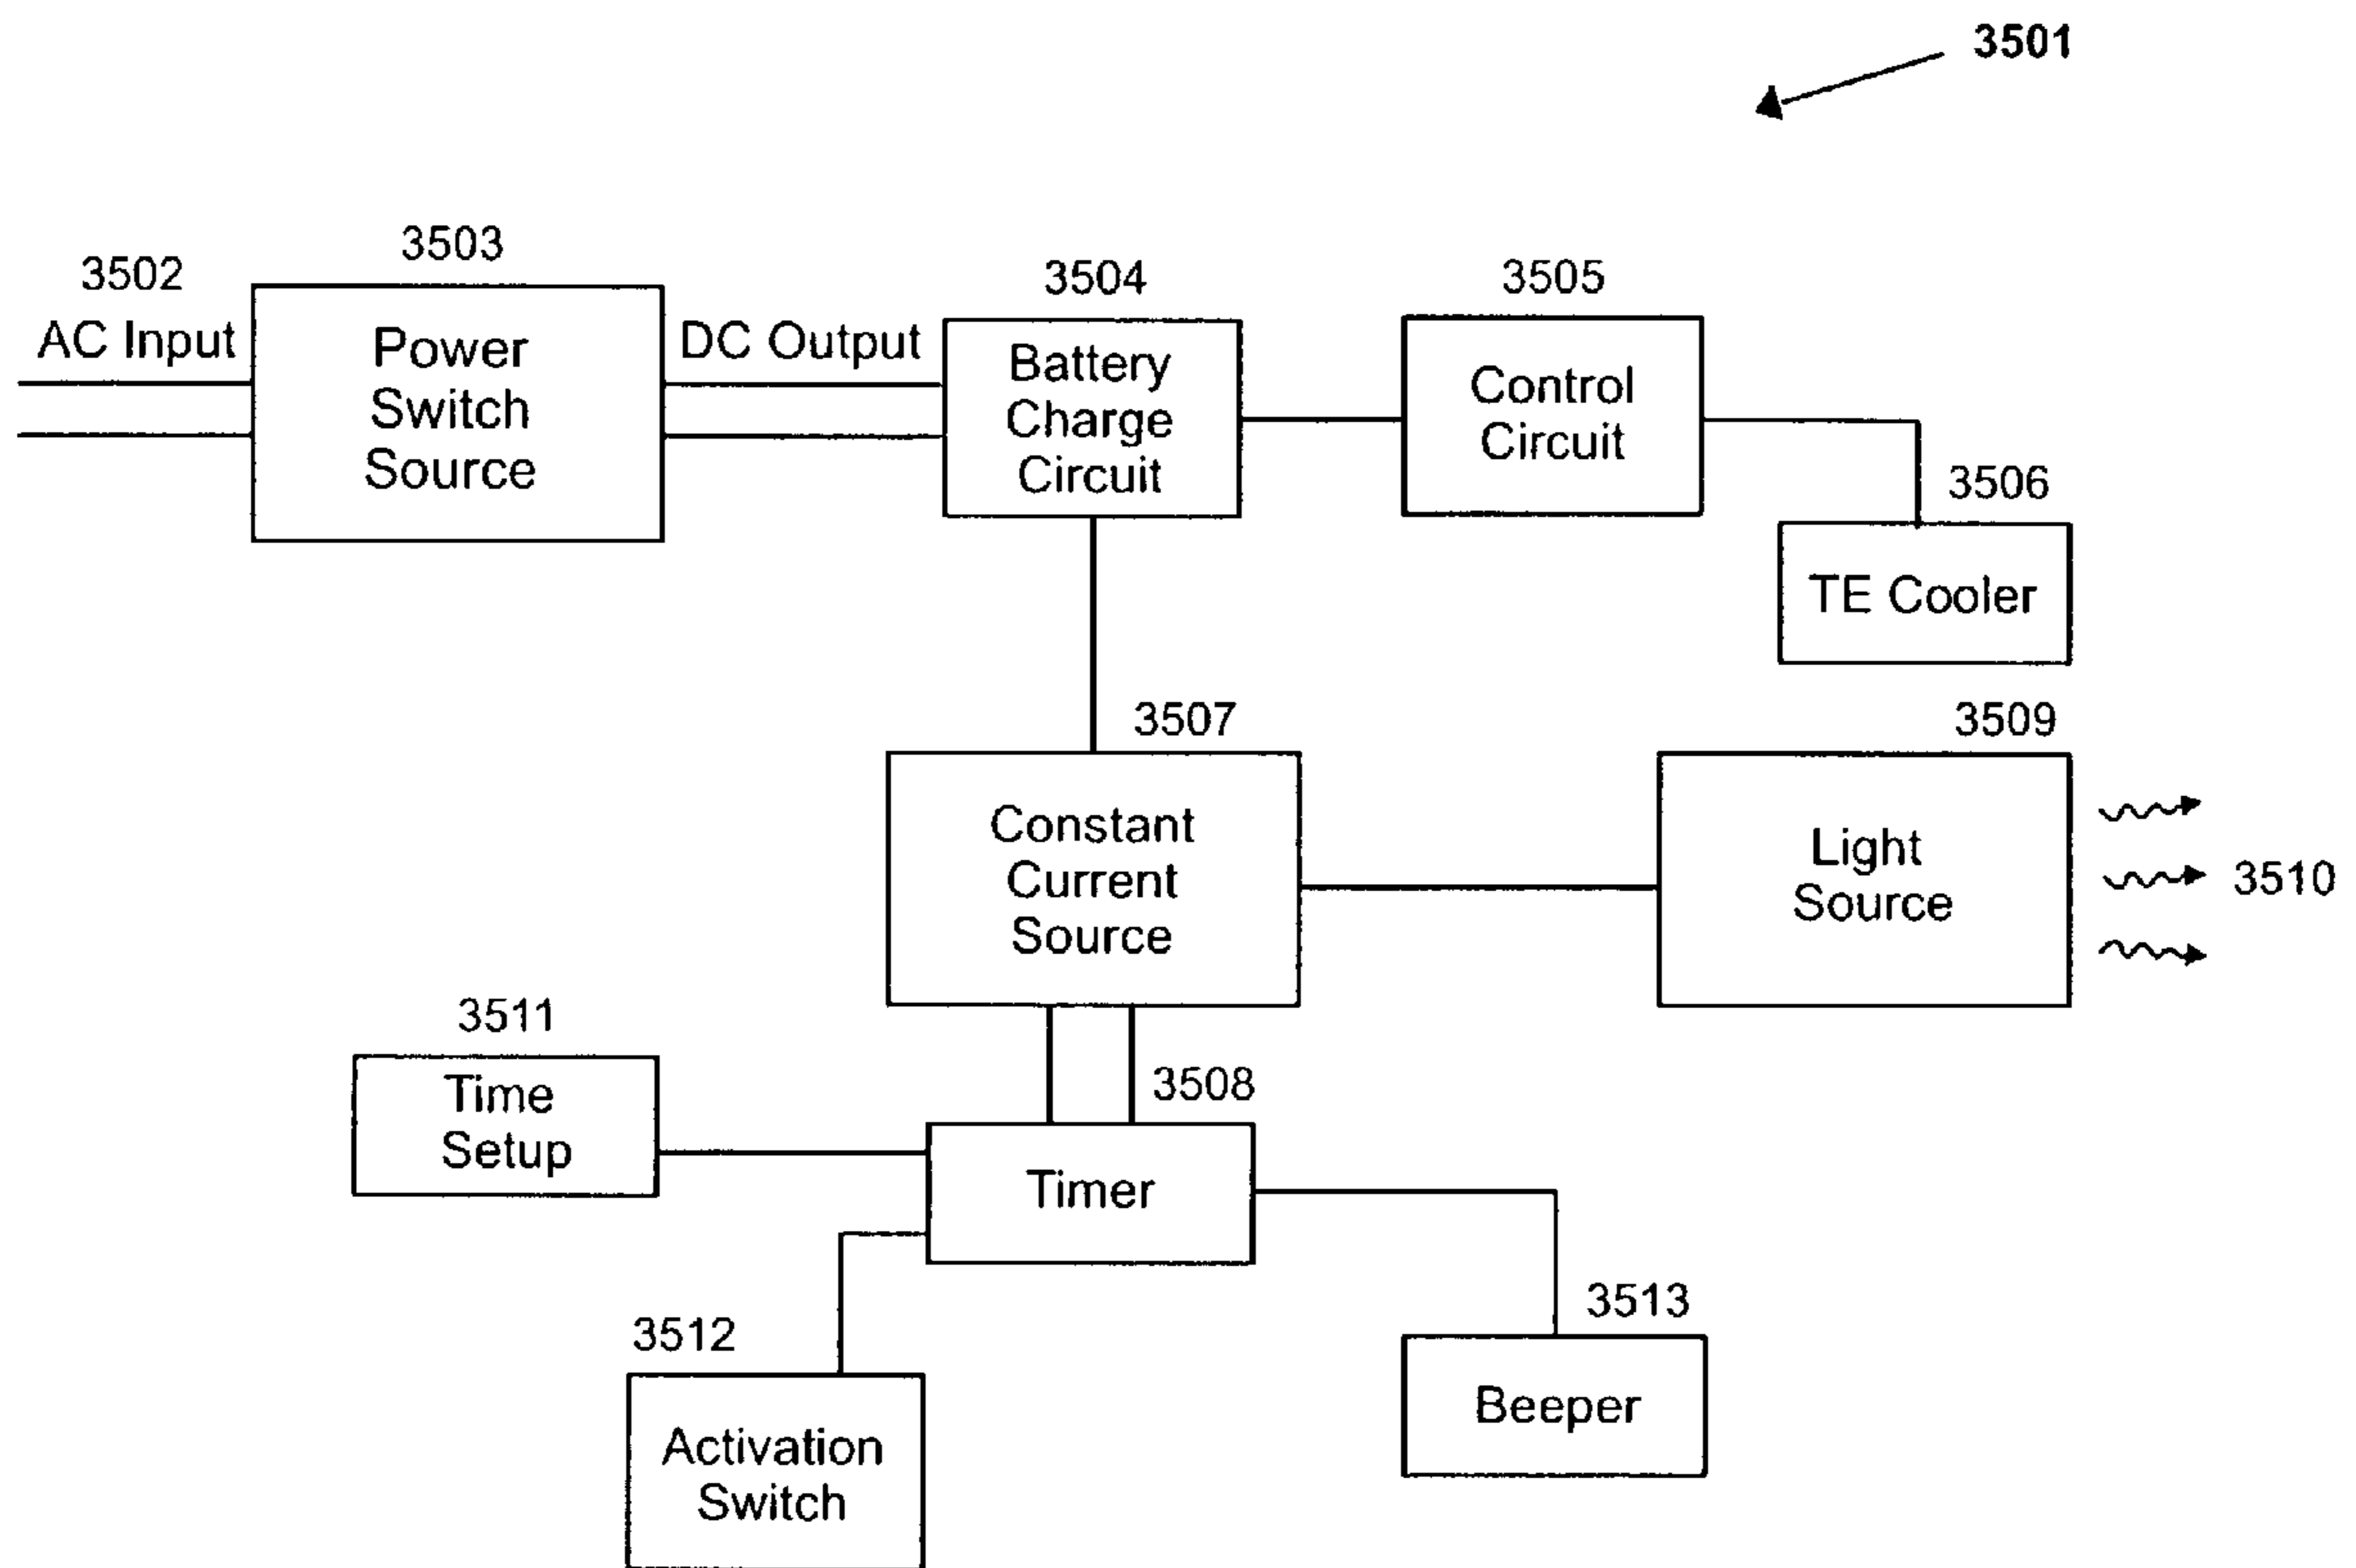 3501
3502
AC Input
3503
Power
Switch
Source
DC Output
3504
Battery
Charge
Circuit
3505
Control
Circuit
3506
TE Cooler
3507
Constant
Current
Source
3509
Light
Source
3510
3511
Time
Setup
3508
Timer
3512
Activation
Switch
3513
Beeper